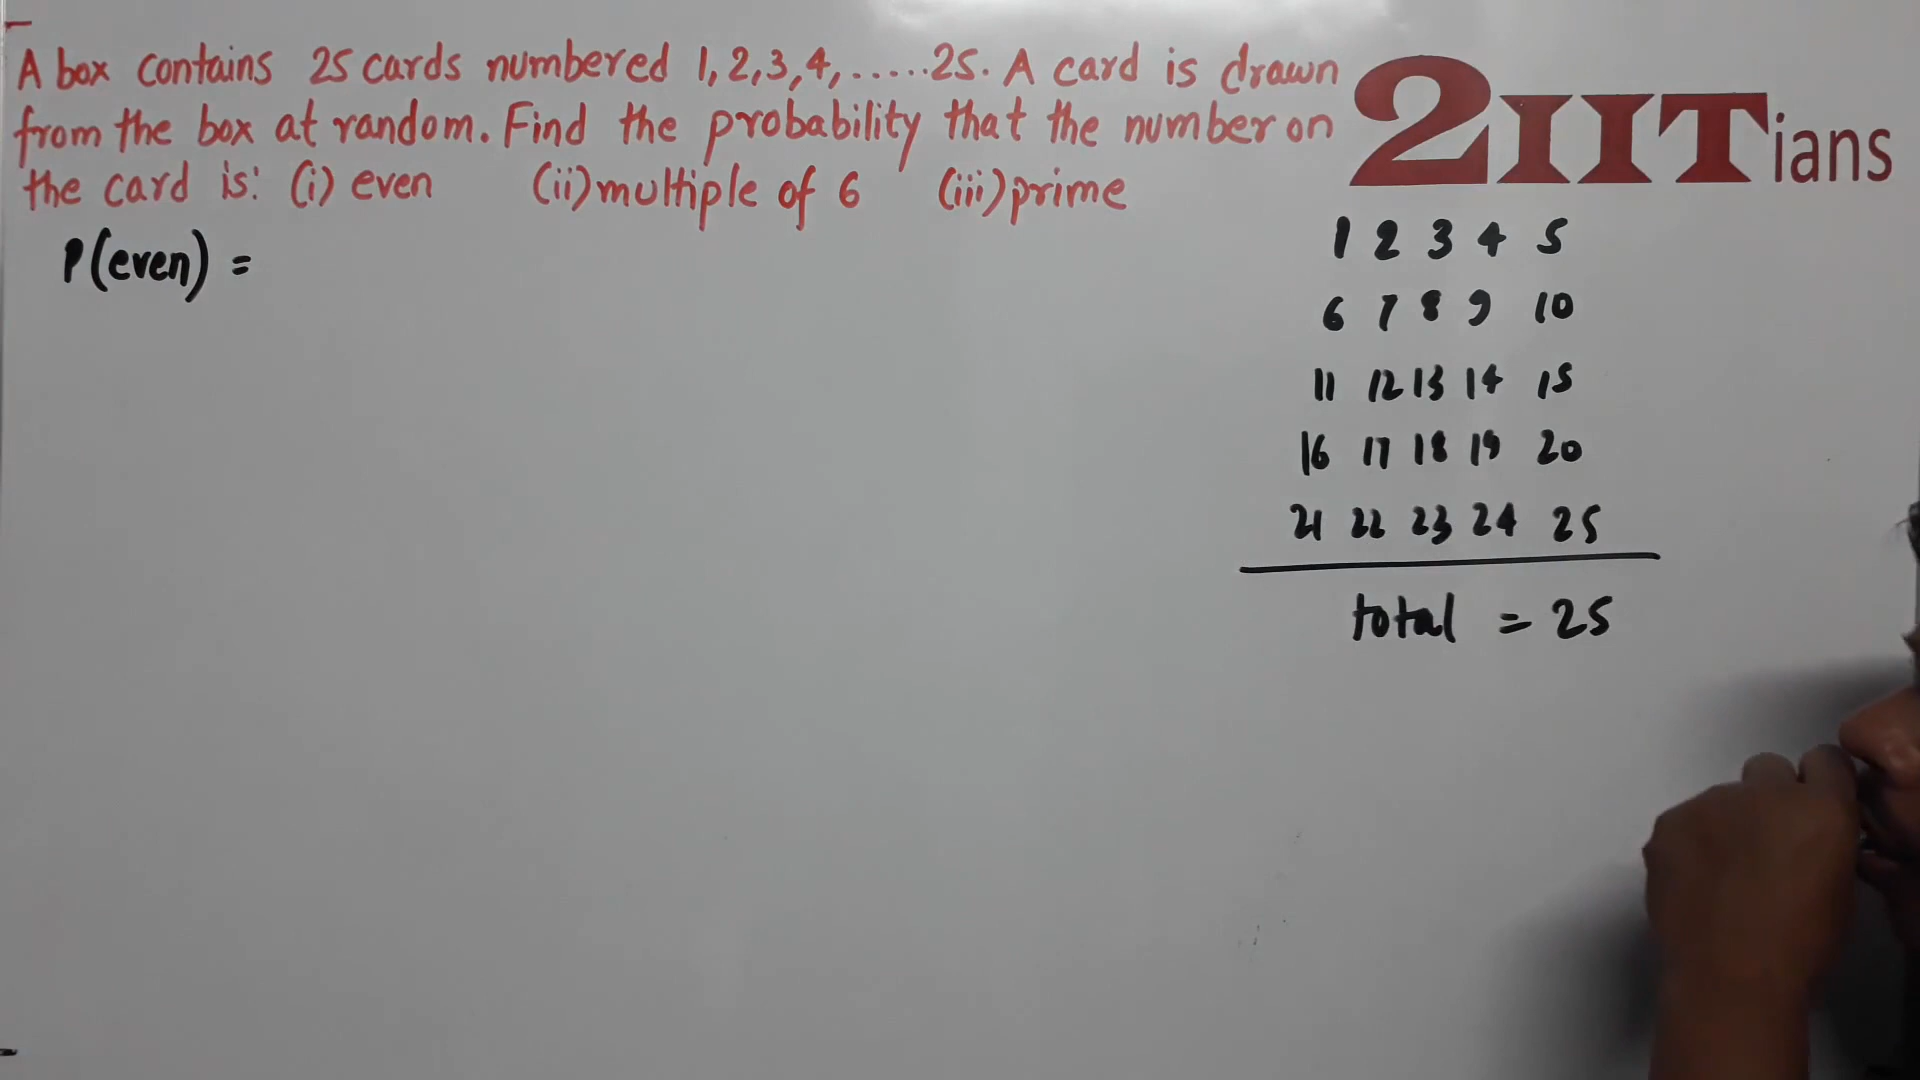 A box contains 25 cards numbered 1,2,3,4,.....25. A card is drawn
from the box at random. Find the probability that the number on
the card is: (i) even (ii) multiple of 6 (iii) prime
2IITians
P(even) =
1 2 3 4 5
6 7 8 9 10
11 12 13 14 15
16 17 18 19 20
21 22 23 24 25
total = 25